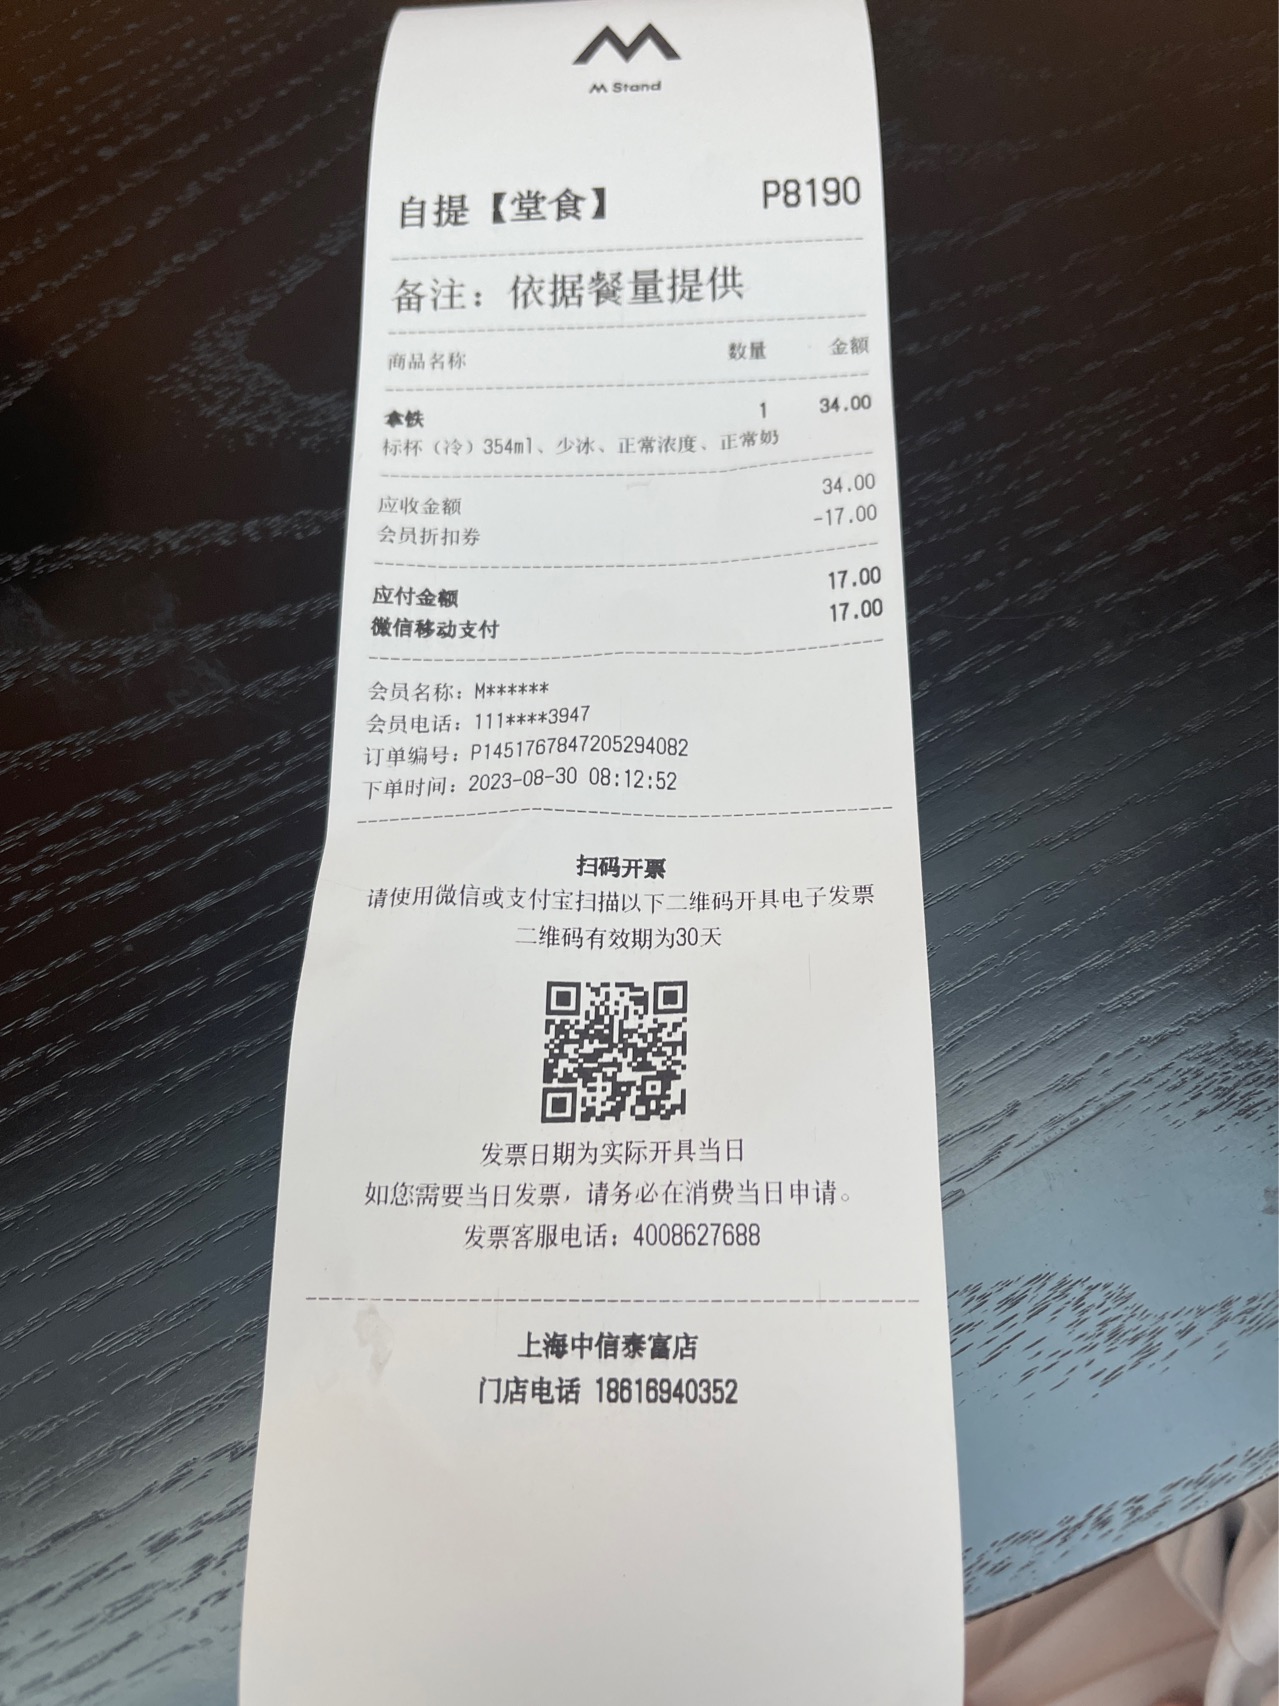 M Stand
自提【堂食】 P8190
备注：依据餐量提供
商品名称 数量 金额
拿铁 1 34.00
标杯（冷）354ml、少冰、正常浓度、正常奶
应收金额 34.00
会员折扣券 -17.00
应付金额 17.00
微信移动支付 17.00
会员名称：M******
会员电话：111****3947
订单编号：P1451767847205294082
下单时间：2023-08-30 08:12:52
扫码开票
请使用微信或支付宝扫描以下二维码开具电子发票
二维码有效期为30天
发票日期为实际开具当日
如您需要当日发票，请务必在消费当日申请。
发票客服电话：4008627688
上海中信泰富店
门店电话 18616940352